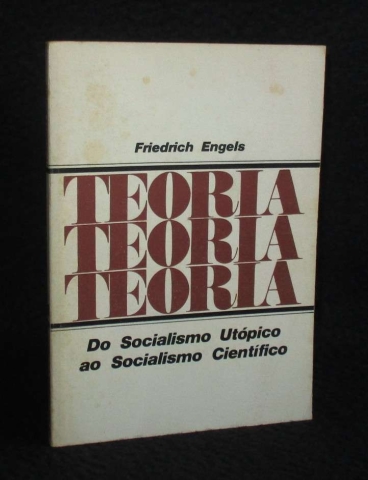 Friedrich Engels
TEORIA
TEORIA
TEORIA
Do Socialismo Utópico
ao Socialismo Científico